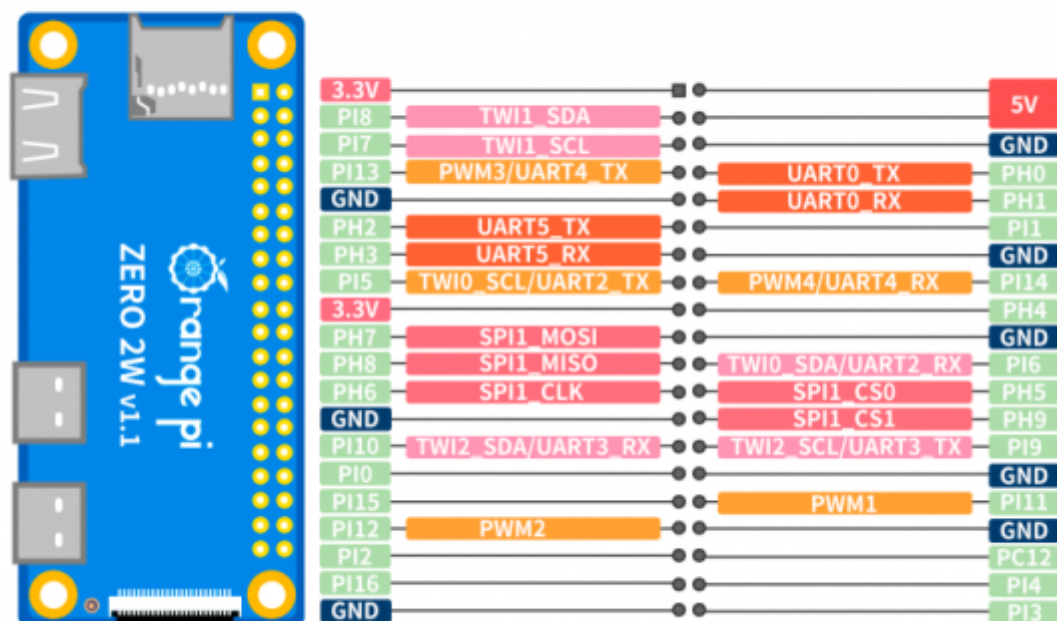 3.3V 5V
PI8 TWI1_SDA
PI7 TWI1_SCL GND
PI13 PWM3/UART4_TX UART0_TX PH0
GND UART0_RX PH1
PH2 UART5_TX PI1
PH3 UART5_RX GND
PI5 TWI0_SCL/UART2_TX PWM4/UART4_RX PI14
3.3V PH4
PH7 SPI1_MOSI GND
PH8 SPI1_MISO TWI0_SDA/UART2_RX PI6
PH6 SPI1_CLK SPI1_CS0 PH5
GND SPI1_CS1 PH9
PI10 TWI2_SDA/UART3_RX TWI2_SCL/UART3_TX PI9
PI0 GND
PI15 PWM1 PI11
PI12 PWM2 GND
PI2 PC12
PI16 PI4
GND PI3
Orange pi
ZERO 2W v1.1